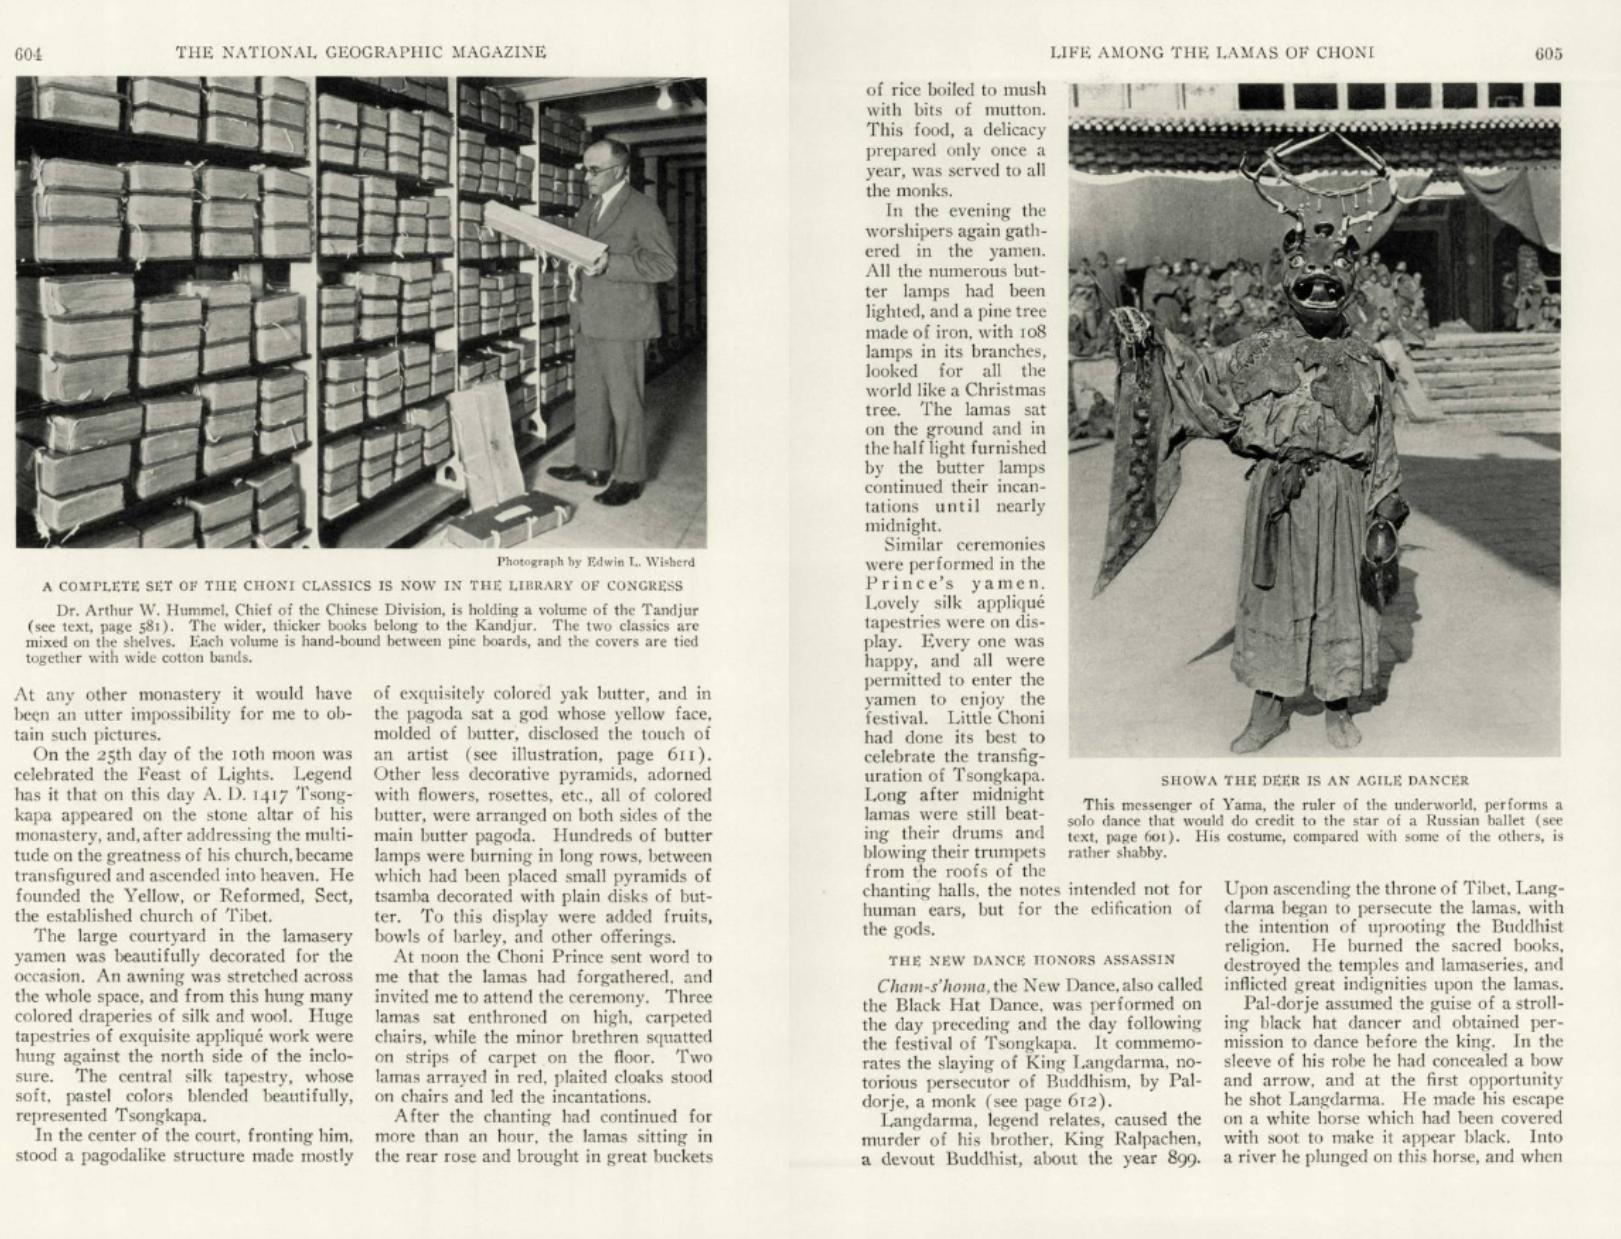 604
THE NATIONAL GEOGRAPHIC MAGAZINE
Photograph by Edwin L. Wisherd
A COMPLETE SET OF THE CHONI CLASSICS IS NOW IN THE LIBRARY OF CONGRESS
Dr. Arthur W. Hummel, Chief of the Chinese Division, is holding a volume of the Tandjur
(see text, page 581). The wider, thicker books belong to the Kandjur. The two classics are
mixed on the shelves. Each volume is hand-bound between pine boards, and the covers are tied
together with wide cotton bands.
At any other monastery it would have
been an utter impossibility for me to ob-
tain such pictures.
On the 25th day of the 10th moon was
celebrated the Feast of Lights. Legend
has it that on this day A. D. 1417 Tsong-
kapa appeared on the stone altar of his
monastery, and, after addressing the multi-
tude on the greatness of his church, became
transfigured and ascended into heaven. He
founded the Yellow, or Reformed, Sect,
the established church of Tibet.
The large courtyard in the lamasery
yamen was beautifully decorated for the
occasion. An awning was stretched across
the whole space, and from this hung many
colored draperies of silk and wool. Huge
tapestries of exquisite appliqué work were
hung against the north side of the inclo-
sure. The central silk tapestry, whose
soft, pastel colors blended beautifully,
represented Tsongkapa.
In the center of the court, fronting him,
stood a pagodalike structure made mostly
of exquisitely colored yak butter, and in
the pagoda sat a god whose yellow face,
molded of butter, disclosed the touch of
an artist (see illustration, page 611).
Other less decorative pyramids, adorned
with flowers, rosettes, etc., all of colored
butter, were arranged on both sides of the
main butter pagoda. Hundreds of butter
lamps were burning in long rows, between
which had been placed small pyramids of
tsamba decorated with plain disks of but-
ter. To this display were added fruits,
bowls of barley, and other offerings.
At noon the Choni Prince sent word to
me that the lamas had forgathered, and
invited me to attend the ceremony. Three
lamas sat enthroned on high, carpeted
chairs, while the minor brethren squatted
on strips of carpet on the floor. Two
lamas arrayed in red, plaited cloaks stood
on chairs and led the incantations.
After the chanting had continued for
more than an hour, the lamas sitting in
the rear rose and brought in great buckets
LIFE AMONG THE LAMAS OF CHONI
605
of rice boiled to mush
with bits of mutton.
This food, a delicacy
prepared only once a
year, was served to all
the monks.
In the evening the
worshipers again gath-
ered in the yamen.
All the numerous but-
ter lamps had been
lighted, and a pine tree
made of iron, with 108
lamps in its branches,
looked for all the
world like a Christmas
tree. The lamas sat
on the ground and in
the half light furnished
by the butter lamps
continued their incan-
tations until nearly
midnight.
Similar ceremonies
were performed in the
Prince's yamen.
Lovely silk appliqué
tapestries were on dis-
play. Every one was
happy, and all were
permitted to enter the
yamen to enjoy the
festival. Little Choni
had done its best to
celebrate the transfig-
uration of Tsongkapa.
Long after midnight
lamas were still beat-
ing their drums and
blowing their trumpets
from the roofs of the
chanting halls, the notes intended not for
human ears, but for the edification of
the gods.
THE NEW DANCE HONORS ASSASSIN
Cham-s'homa, the New Dance, also called
the Black Hat Dance, was performed on
the day preceding and the day following
the festival of Tsongkapa. It commemo-
rates the slaying of King Langdarma, no-
torious persecutor of Buddhism, by Pal-
dorje, a monk (see page 612).
Langdarma, legend relates, caused the
murder of his brother, King Ralpachen,
a devout Buddhist, about the year 899.
SHOWA THE DEER IS AN AGILE DANCER
This messenger of Yama, the ruler of the underworld, performs a
solo dance that would do credit to the star of a Russian ballet (see
text, page 601). His costume, compared with some of the others, is
rather shabby.
Upon ascending the throne of Tibet, Lang-
darma began to persecute the lamas, with
the intention of uprooting the Buddhist
religion. He burned the sacred books,
destroyed the temples and lamaseries, and
inflicted great indignities upon the lamas.
Pal-dorje assumed the guise of a stroll-
ing black hat dancer and obtained per-
mission to dance before the king. In the
sleeve of his robe he had concealed a bow
and arrow, and at the first opportunity
he shot Langdarma. He made his escape
on a white horse which had been covered
with soot to make it appear black. Into
a river he plunged on this horse, and when